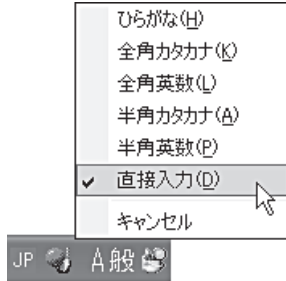 ひらがな(H)
全角カタカナ(K)
全角英数(L)
半角カタカナ(A)
半角英数(P)
直接入力(D)
キャンセル
JP A般